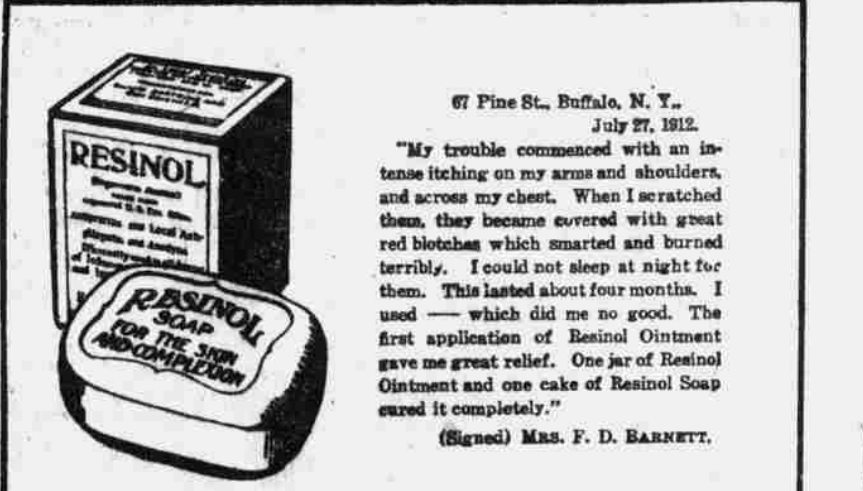 RESINOL
RESINOL
SOAP
FOR THE SKIN
AND COMPLEXION
67 Pine St., Buffalo, N. Y.,
July 27, 1912.
"My trouble commenced with an in-
tense itching on my arms and shoulders,
and across my chest. When I scratched
them, they became covered with great
red blotches which smarted and burned
terribly. I could not sleep at night for
them. This lasted about four months. I
used —— which did me no good. The
first application of Resinol Ointment
gave me great relief. One jar of Resinol
Ointment and one cake of Resinol Soap
cured it completely."
(Signed) MRS. F. D. BARNETT.